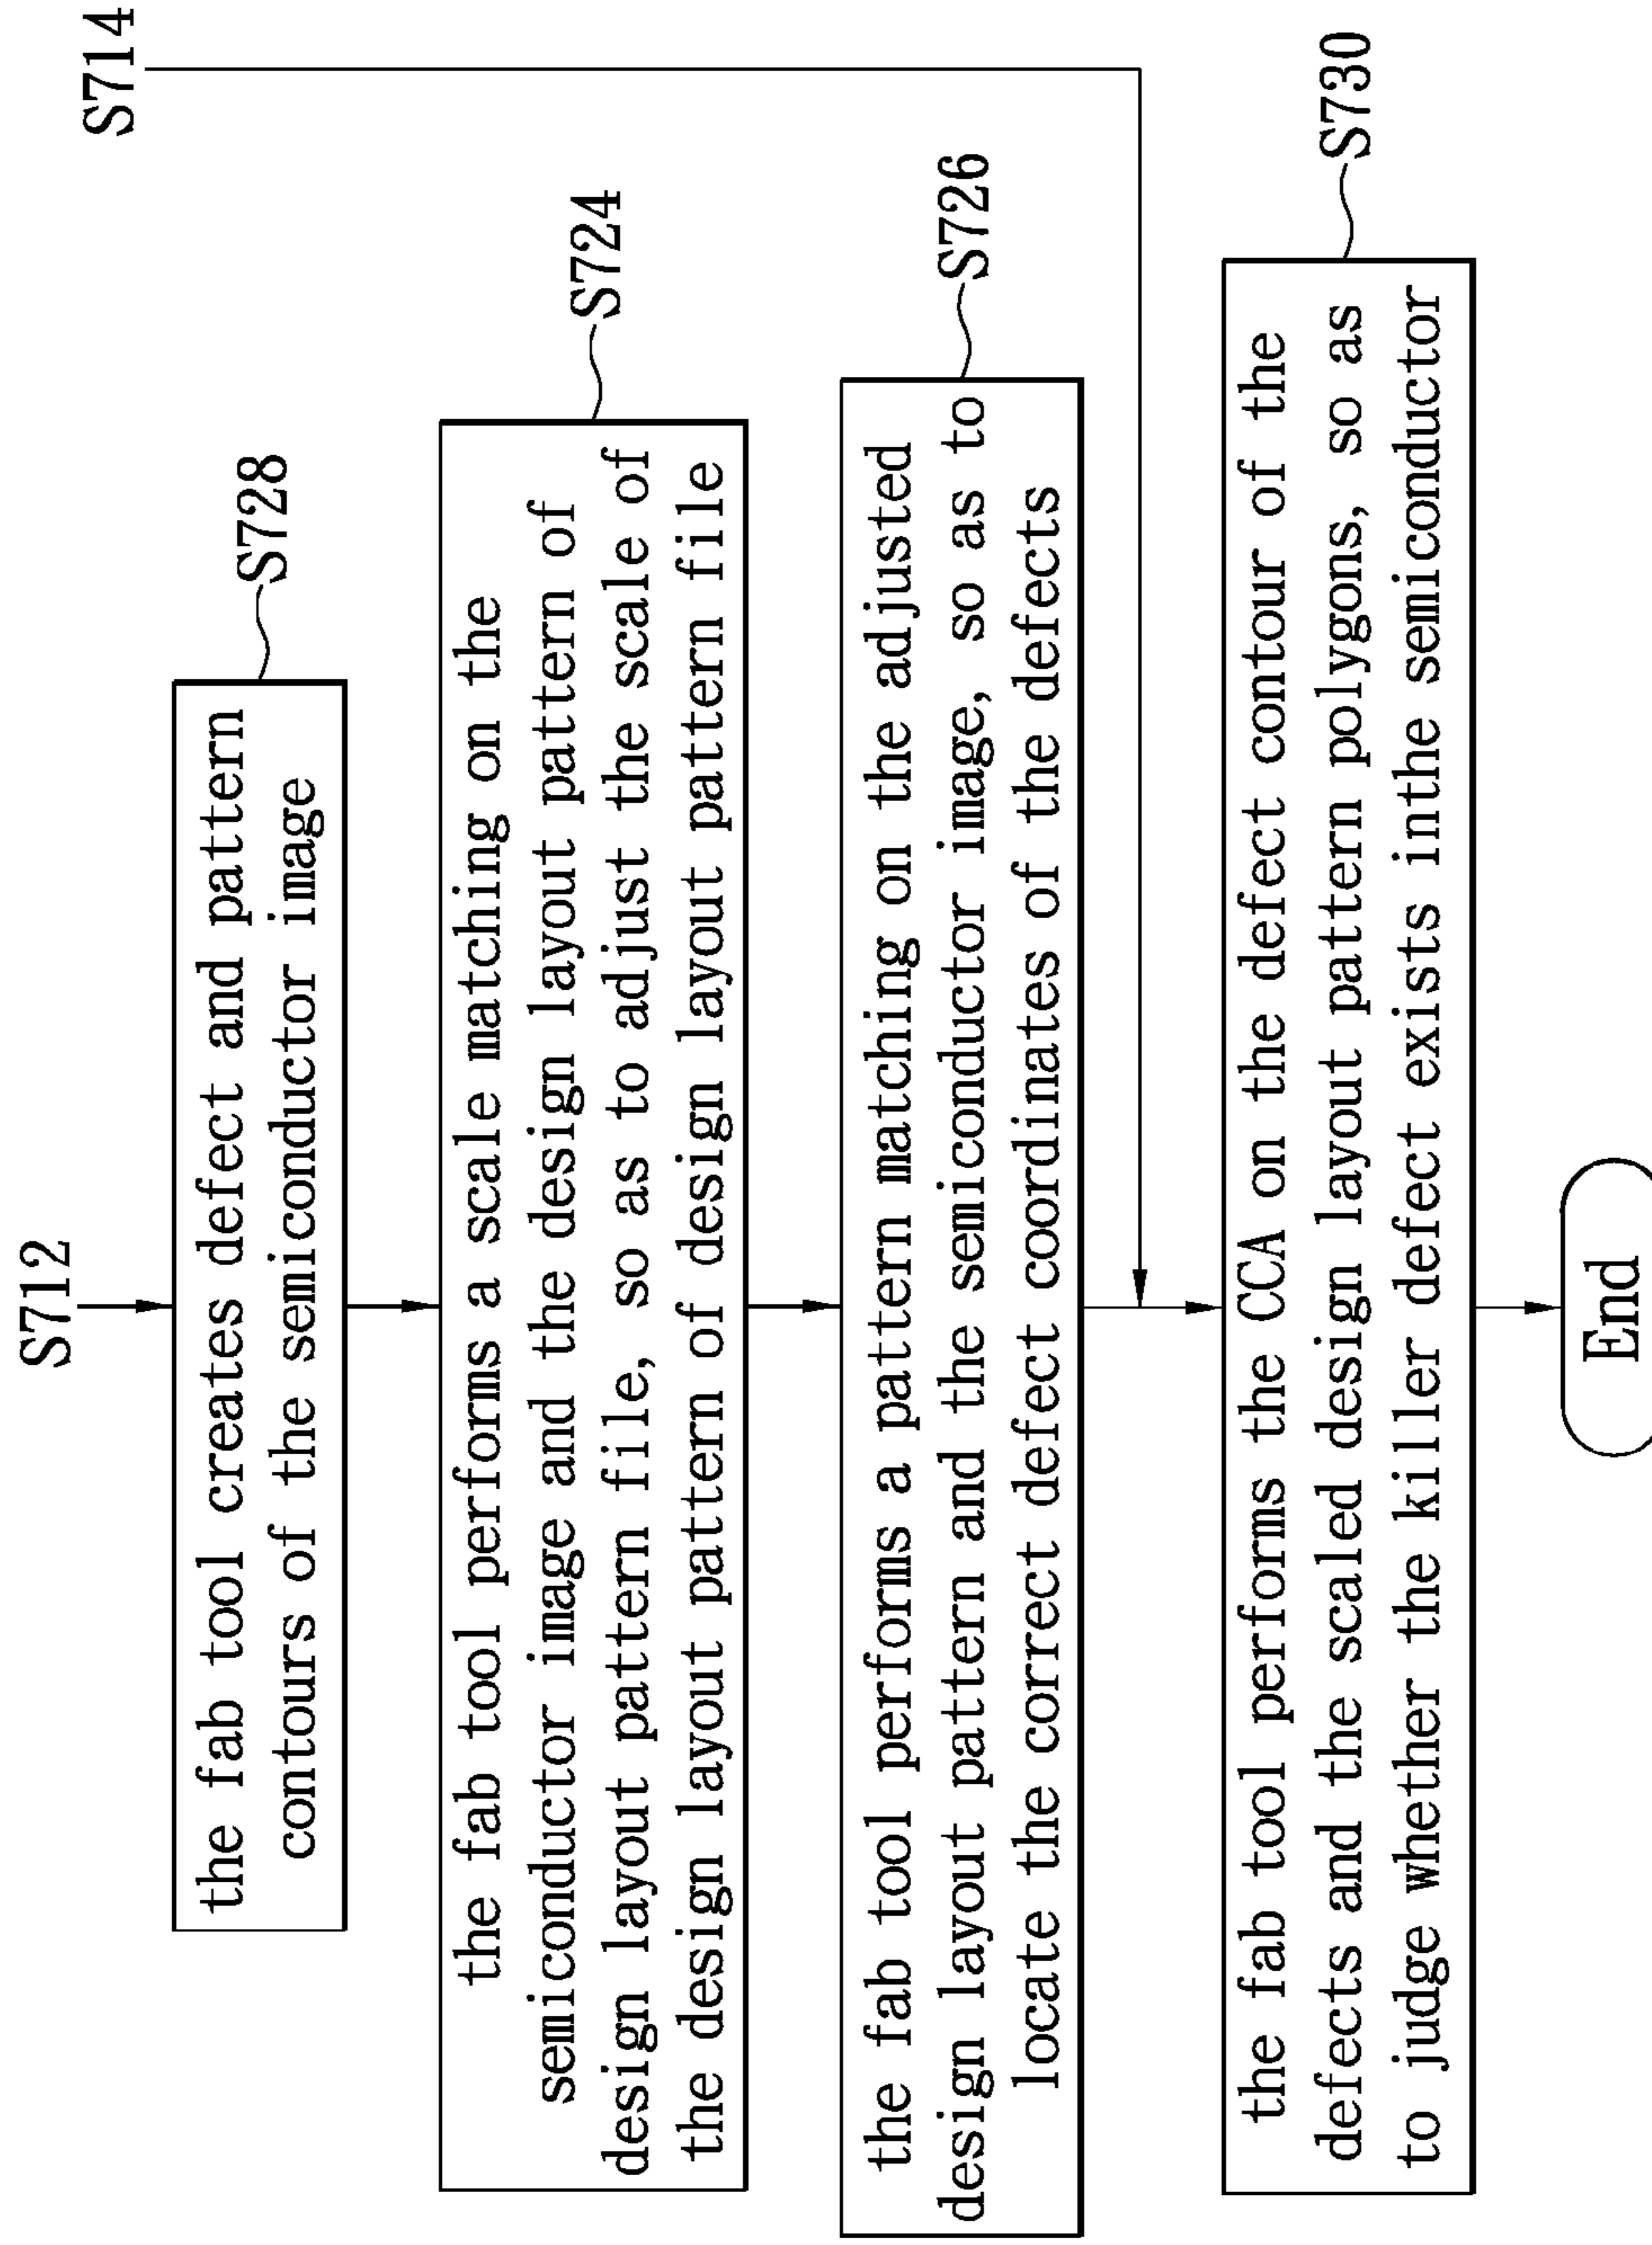 S712
S714
the fab tool creates defect and pattern
contours of the semiconductor image
S728
the fab tool performs a scale matching on the
semiconductor image and the design layout pattern of
design layout pattern file, so as to adjust the scale of
the design layout pattern of design layout pattern file
S724
the fab tool performs a pattern matching on the adjusted
design layout pattern and the semiconductor image, so as to
locate the correct defect coordinates of the defects
S726
the fab tool performs the CCA on the defect contour of the
defects and the scaled design layout pattern polygons, so as
to judge whether the killer defect exists inthe semiconductor
S730
End